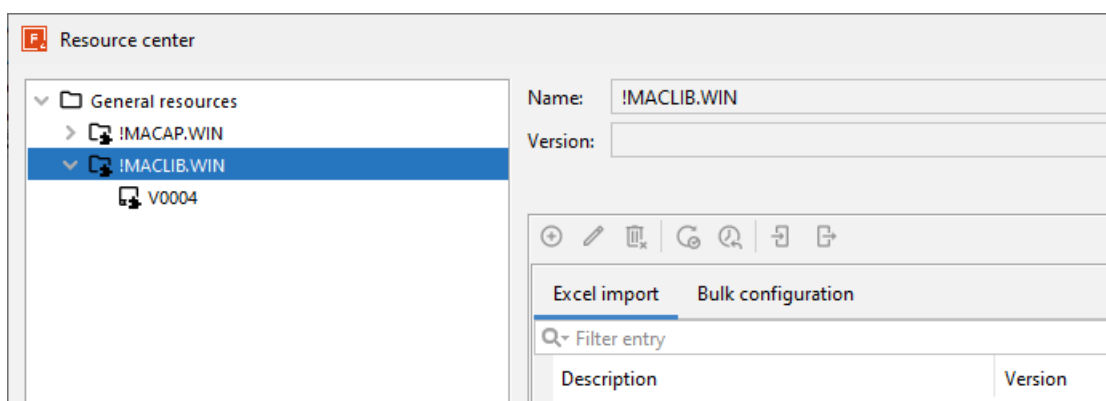 Resource center
General resources
!MACAP.WIN
!MACLIB.WIN
V0004
Name: !MACLIB.WIN
Version:
Excel import Bulk configuration
Filter entry
Description Version